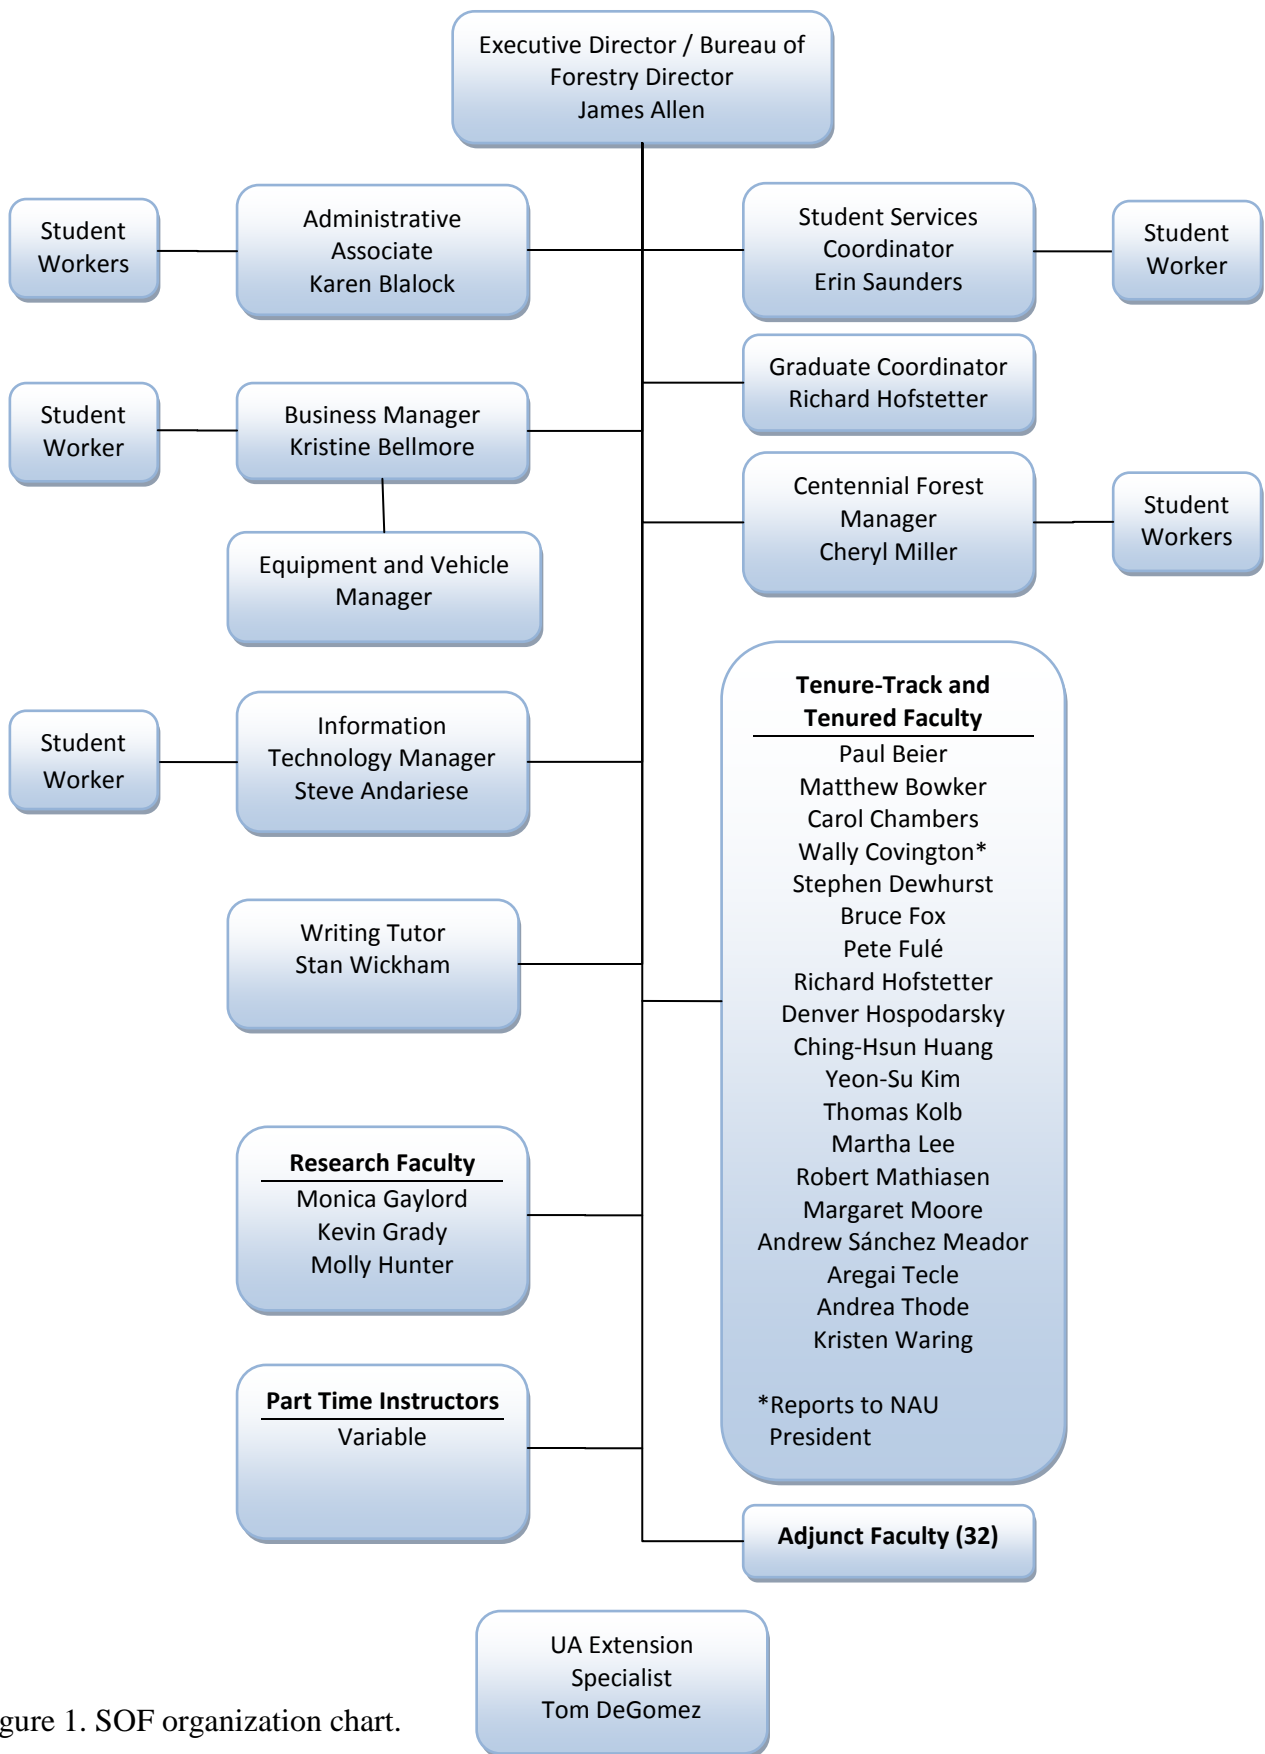 Executive Director / Bureau of
Forestry Director
James Allen
Student
Workers
Administrative
Associate
Karen Blalock
Student Services
Coordinator
Erin Saunders
Student
Worker
Graduate Coordinator
Richard Hofstetter
Student
Worker
Business Manager
Kristine Bellmore
Centennial Forest
Manager
Cheryl Miller
Student
Workers
Equipment and Vehicle
Manager
Student
Worker
Information
Technology Manager
Steve Andariese
Writing Tutor
Stan Wickham
Tenure-Track and
Tenured Faculty
Paul Beier
Matthew Bowker
Carol Chambers
Wally Covington*
Stephen Dewhurst
Bruce Fox
Pete Fulé
Richard Hofstetter
Denver Hospodarsky
Ching-Hsun Huang
Yeon-Su Kim
Thomas Kolb
Martha Lee
Robert Mathiasen
Margaret Moore
Andrew Sánchez Meador
Aregai Tecle
Andrea Thode
Kristen Waring
*Reports to NAU
President
Research Faculty
Monica Gaylord
Kevin Grady
Molly Hunter
Part Time Instructors
Variable
Adjunct Faculty (32)
UA Extension
Specialist
Tom DeGomez
gure 1. SOF organization chart.